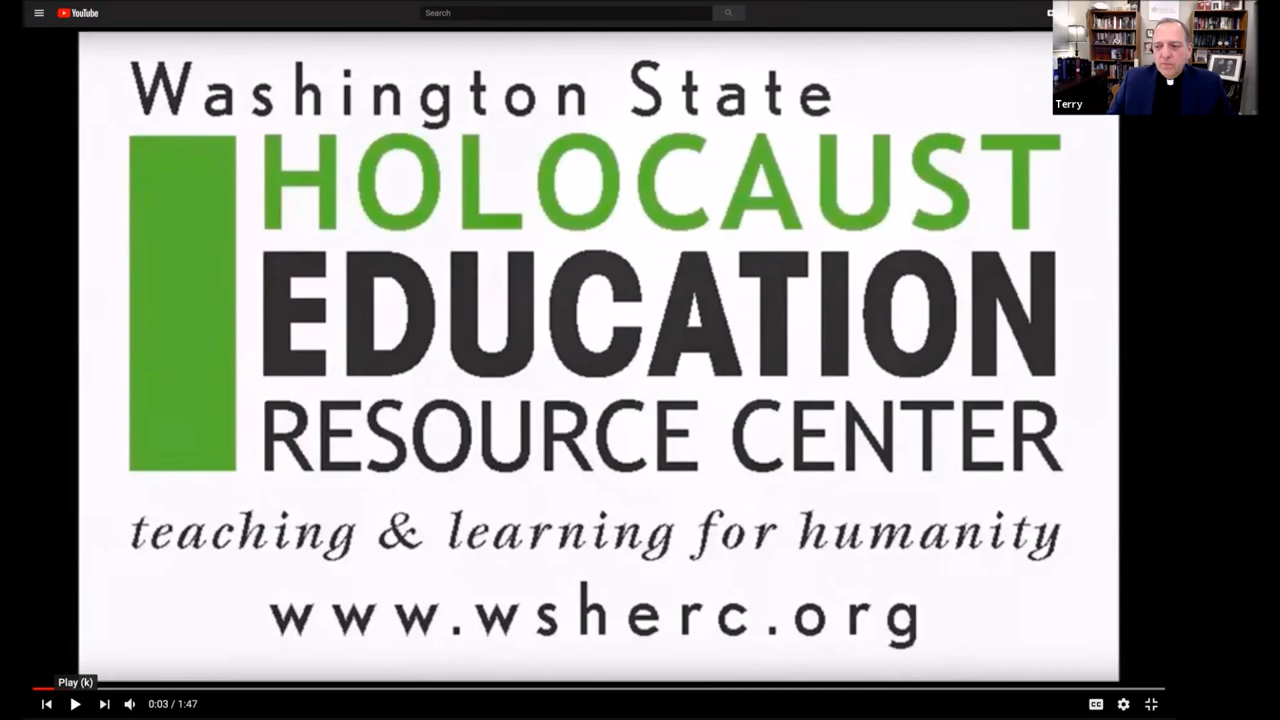 YouTube
Search
Terry
Washington State
HOLOCAUST
EDUCATION
RESOURCE CENTER
teaching & learning for humanity
www.wsherc.org
Play (k)
0:03 / 1:47
CC